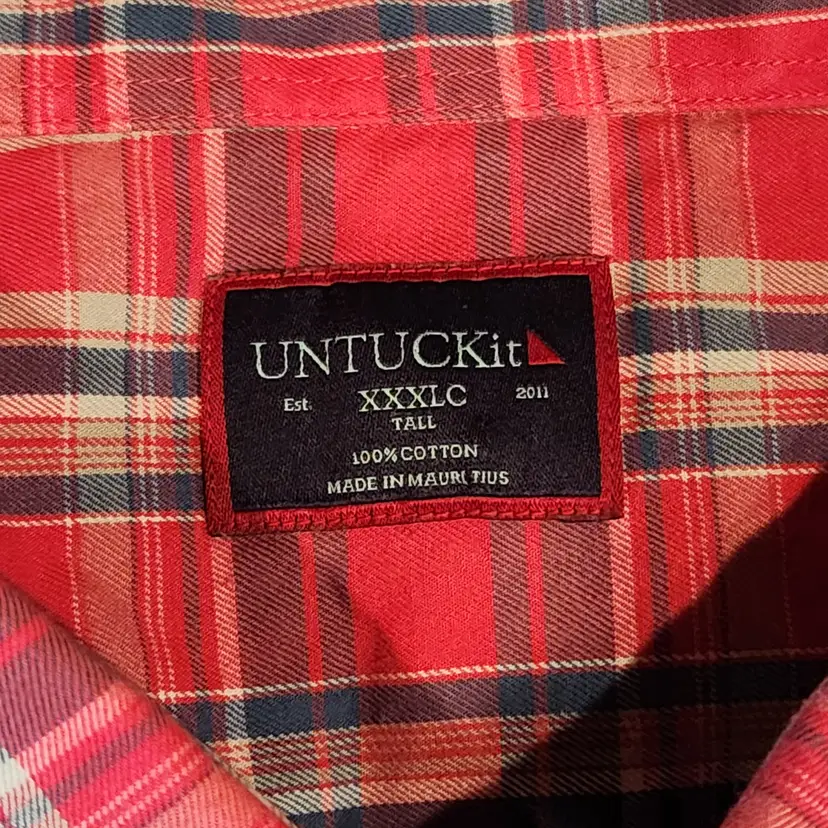 UNTUCKit
Est. XXXLC 2011
TALL
100% COTTON
MADE IN MAURITIUS